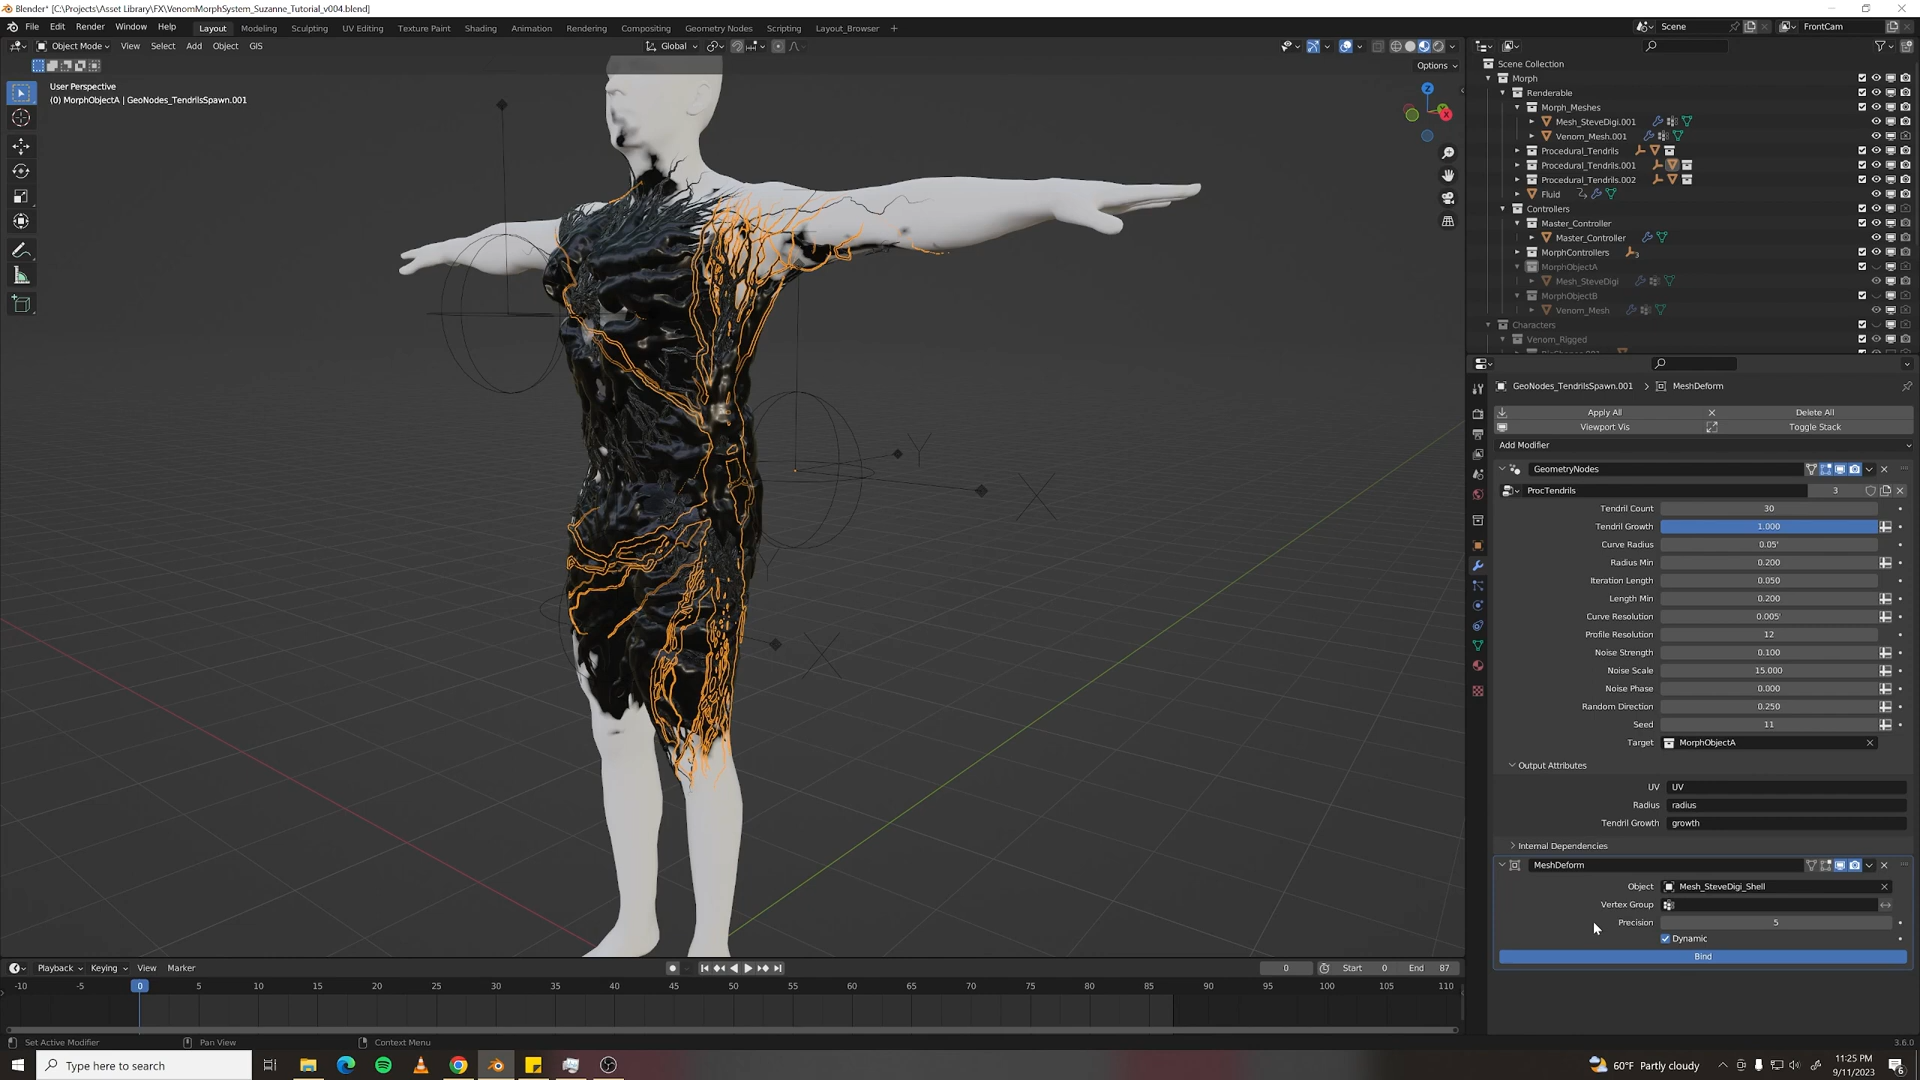 Blender* [C:\Projects\Asset Library\FX\VenomMorphSystem_Suzanne_Tutorial_v004.blend]
File Edit Render Window Help Layout Modeling Sculpting UV Editing Texture Paint Shading Animation Rendering Compositing Geometry Nodes Scripting Layout_Browser + Scene FrontCam
Object Mode View Select Add Object GIS Global
Options
User Perspective
(0) MorphObjectA | GeoNodes_TendrilsSpawn.001
Z
X
Y
X
Scene Collection
Morph
Renderable
Morph_Meshes
Mesh_SteveDigi.001
Venom_Mesh.001
Procedural_Tendrils
Procedural_Tendrils.001
Procedural_Tendrils.002
Fluid
Controllers
Master_Controller
Master_Controller
MorphControllers
3
MorphObjectA
Mesh_SteveDigi
MorphObjectB
Venom_Mesh
Characters
Venom_Rigged
GeoNodes_TendrilsSpawn.001 > MeshDeform
Apply All Delete All
Viewport Vis Toggle Stack
Add Modifier
GeometryNodes
ProcTendrils 3
Tendril Count 30
Tendril Growth 1.000
Curve Radius 0.05'
Radius Min 0.200
Iteration Length 0.050
Length Min 0.200
Curve Resolution 0.005'
Profile Resolution 12
Noise Strength 0.100
Noise Scale 15.000
Noise Phase 0.000
Random Direction 0.250
Seed 11
Target MorphObjectA
Output Attributes
UV UV
Radius radius
Tendril Growth growth
Internal Dependencies
MeshDeform
Object Mesh_SteveDigi_Shell
Vertex Group
Precision 5
Dynamic
Bind
Playback Keying View Marker 0 Start 0 End 87
-10 -5 0 5 10 15 20 25 30 35 40 45 50 55 60 65 70 75 80 85 90 95 100 105 110
Set Active Modifier Pan View Context Menu 3.6.0
Type here to search
60°F Partly cloudy
11:25 PM
9/11/2023
6